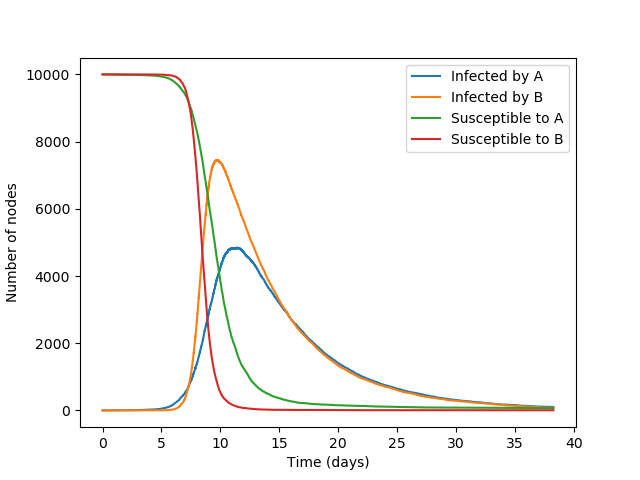 10000
8000
6000
4000
2000
0
Number of nodes
0 5 10 15 20 25 30 35 40
Time (days)
Infected by A
Infected by B
Susceptible to A
Susceptible to B